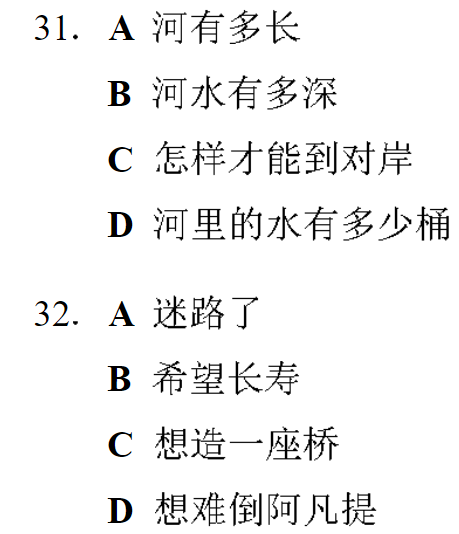 31. A 河有多长
B 河水有多深
C 怎样才能到对岸
D 河里的水有多少桶
32. A 迷路了
B 希望长寿
C 想造一座桥
D 想难倒阿凡提